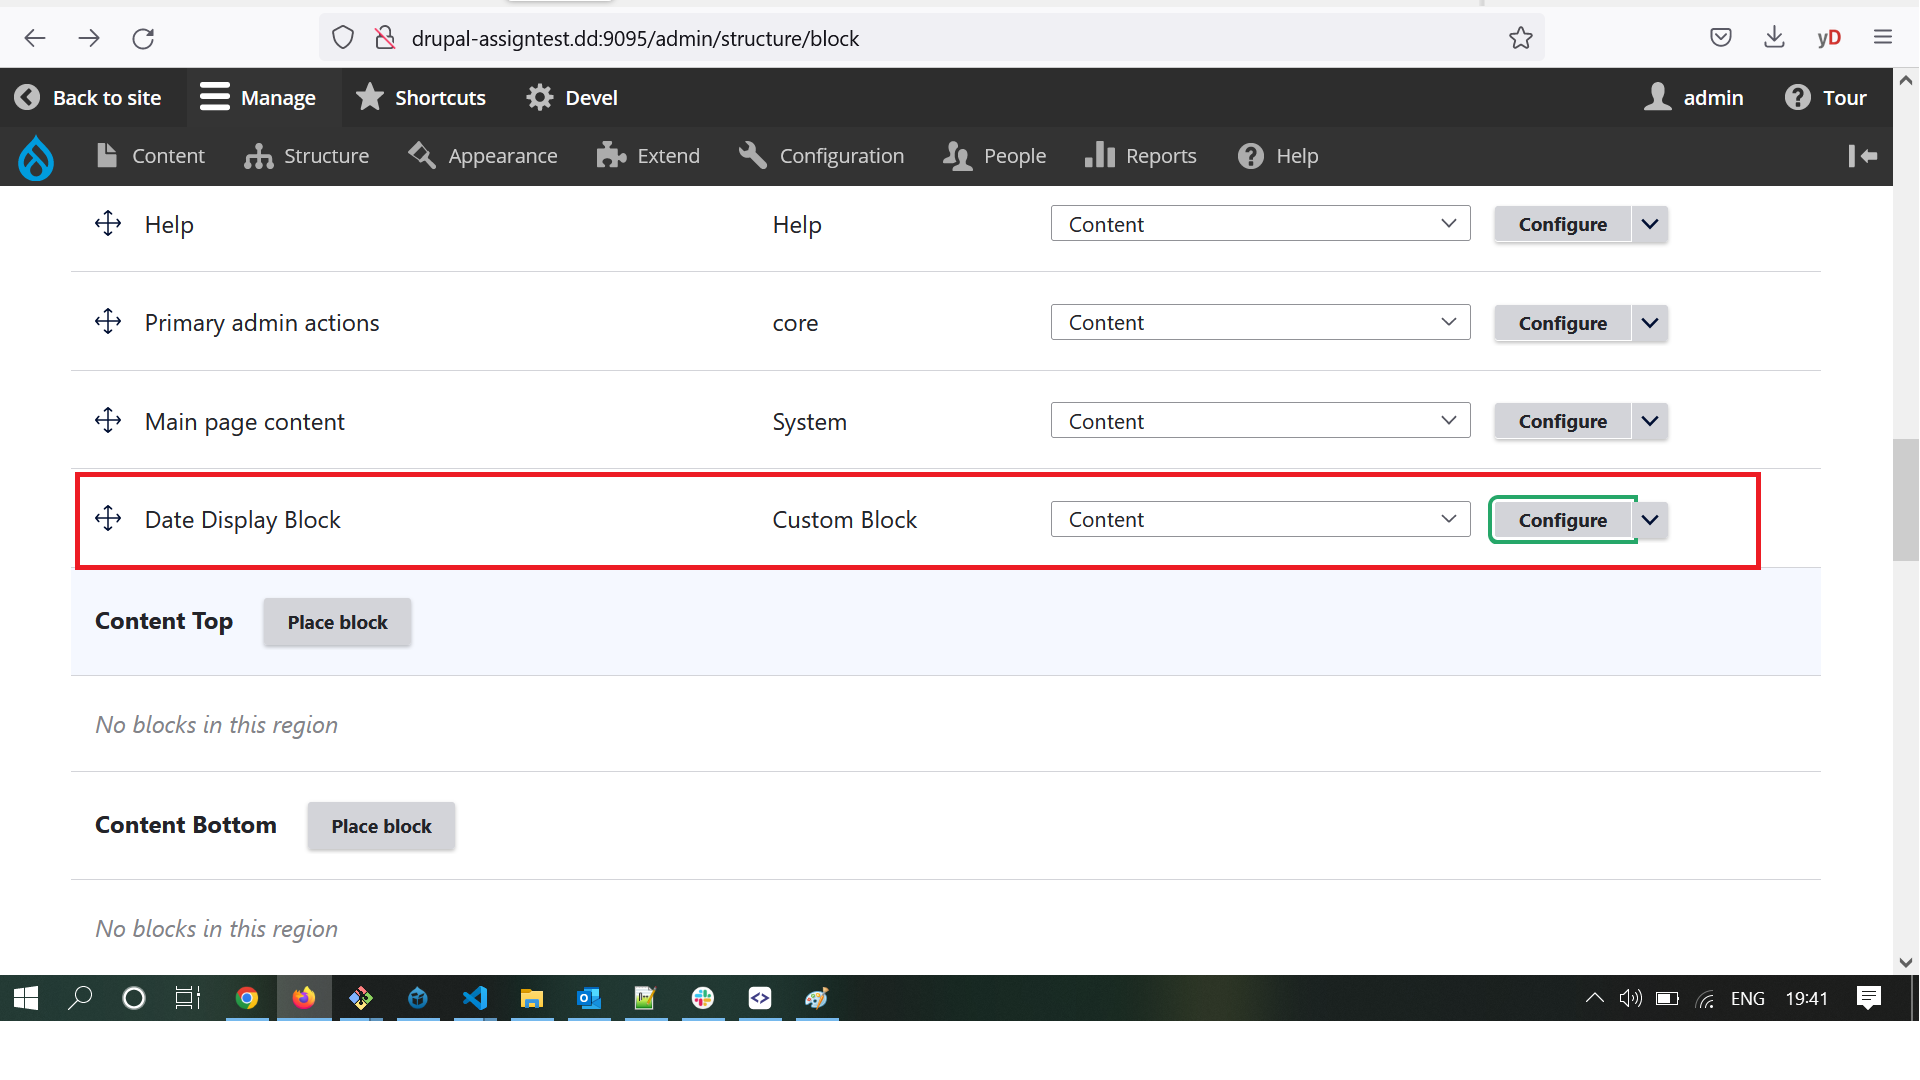 drupal-assigntest.dd:9095/admin/structure/block
yD
Back to site Manage Shortcuts Devel admin Tour
Content Structure Appearance Extend Configuration People Reports Help
Help Help Content Configure
Primary admin actions core Content Configure
Main page content System Content Configure
Date Display Block Custom Block Content Configure
Content Top Place block
No blocks in this region
Content Bottom Place block
No blocks in this region
ENG 19:41